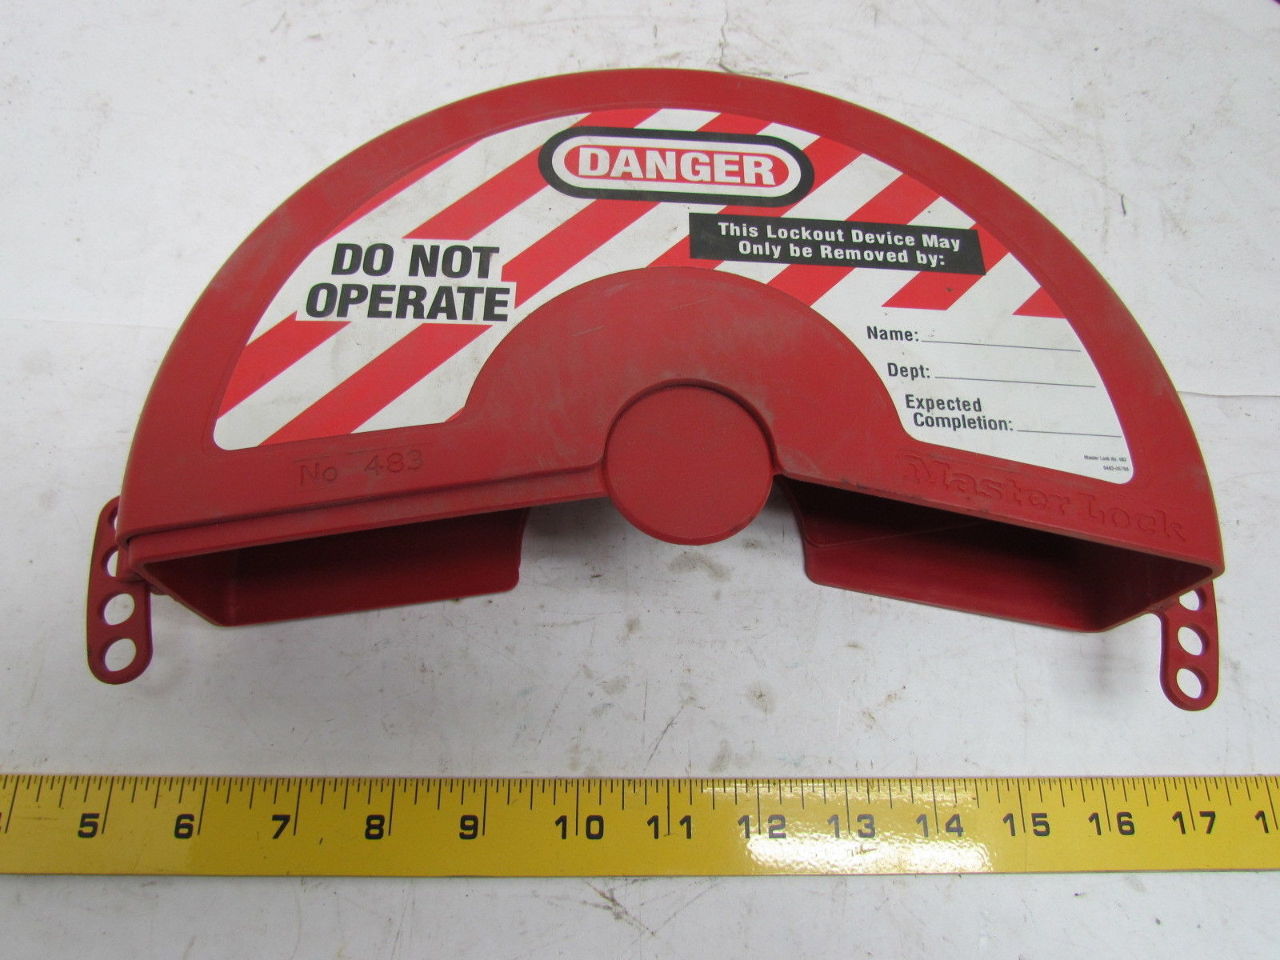 DANGER
This Lockout Device May
Only be Removed by:
DO NOT
OPERATE
Name:
Dept:
Expected
Completion:
No 483
Master Lock
5 6 7 8 9 10 11 12 13 14 15 16 17